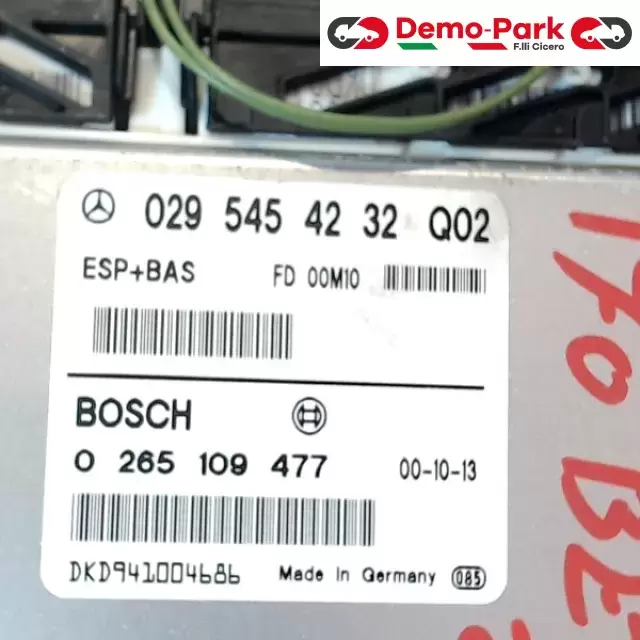 Demo-Park
F.lli Cicero
029 545 42 32 Q02
ESP+BAS FD 00M10
BOSCH
0 265 109 477 00-10-13
DKD941004686 Made in Germany 085